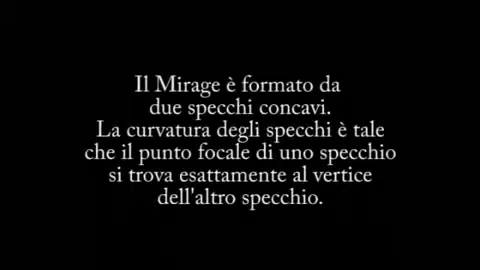 Il Mirage è formato da
due specchi concavi.
La curvatura degli specchi è tale
che il punto focale di uno specchio
si trova esattamente al vertice
dell'altro specchio.